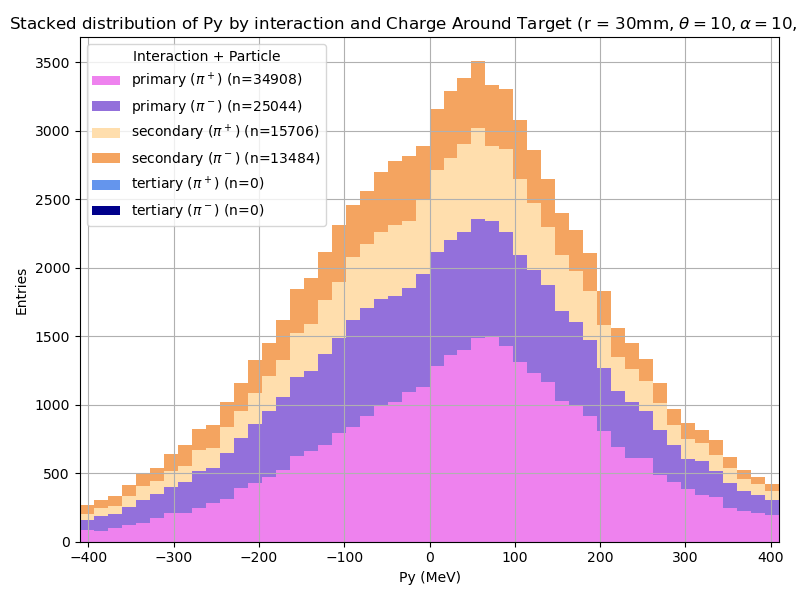 Stacked distribution of Py by interaction and Charge Around Target (r = 30mm, θ = 10, α = 10,
Interaction + Particle
primary (π⁺) (n=34908)
primary (π⁻) (n=25044)
secondary (π⁺) (n=15706)
secondary (π⁻) (n=13484)
tertiary (π⁺) (n=0)
tertiary (π⁻) (n=0)
3500
3000
2500
2000
1500
1000
500
0
Entries
−400 −300 −200 −100 0 100 200 300 400
Py (MeV)